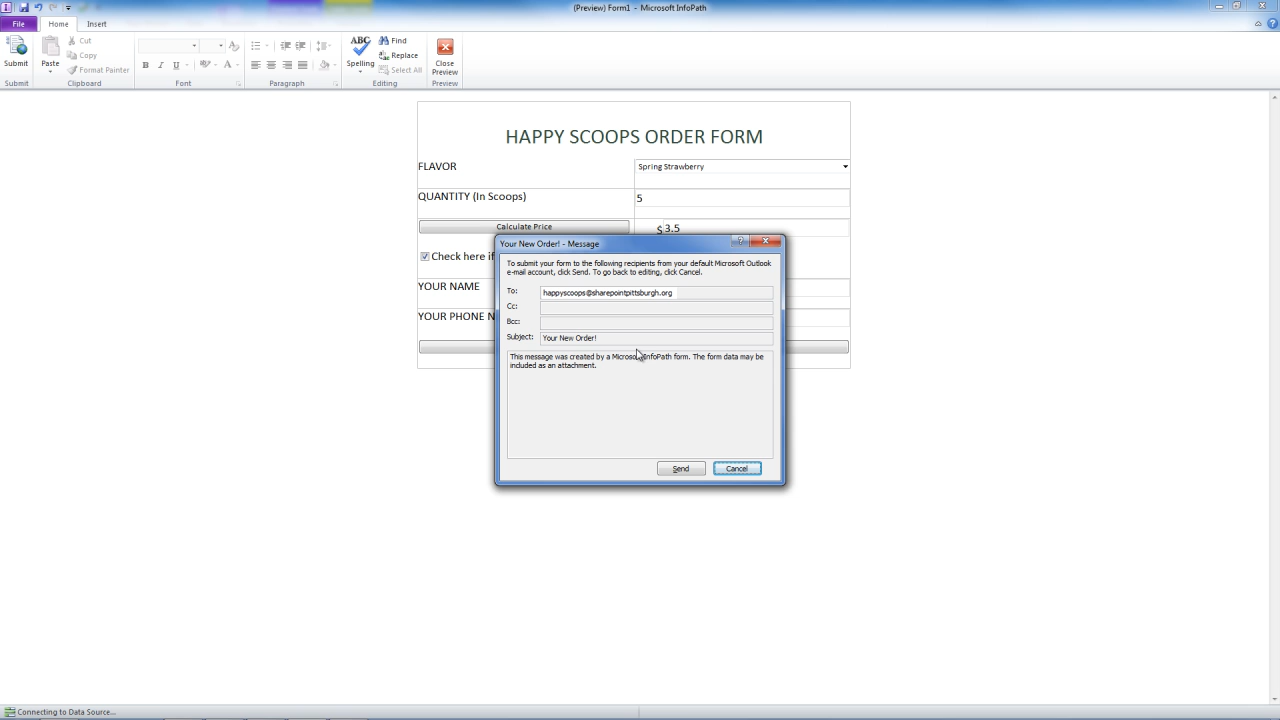 (Preview) Form1 - Microsoft InfoPath
File Home Insert
Submit
Submit
Paste
Cut
Copy
Format Painter
Clipboard
B I U
A
Font
Paragraph
ABC
Spelling
Find
Replace
Select All
Editing
Close
Preview
Preview
HAPPY SCOOPS ORDER FORM
FLAVOR Spring Strawberry
QUANTITY (In Scoops) 5
Calculate Price $ 3.5
Check here if
YOUR NAME
YOUR PHONE N
Your New Order! - Message
To submit your form to the following recipients from your default Microsoft Outlook
e-mail account, click Send. To go back to editing, click Cancel.
To: happyscoops@sharepointpittsburgh.org
Cc:
Bcc:
Subject: Your New Order!
This message was created by a Microsoft InfoPath form. The form data may be
included as an attachment.
Send Cancel
Connecting to Data Source...